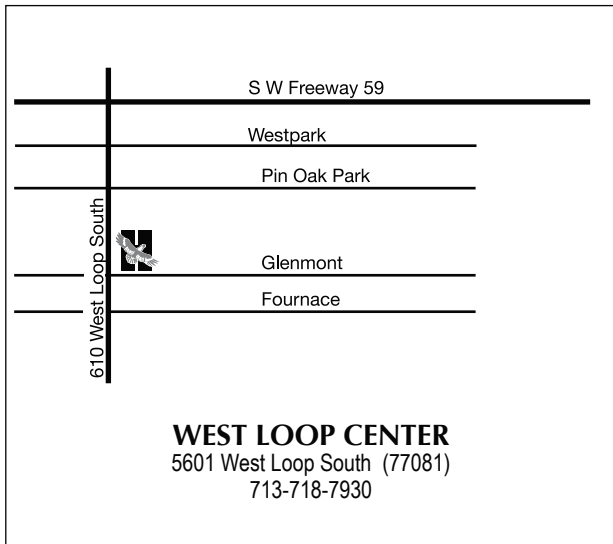 S W Freeway 59
Westpark
Pin Oak Park
610 West Loop South
Glenmont
Fournace
WEST LOOP CENTER
5601 West Loop South (77081)
713-718-7930